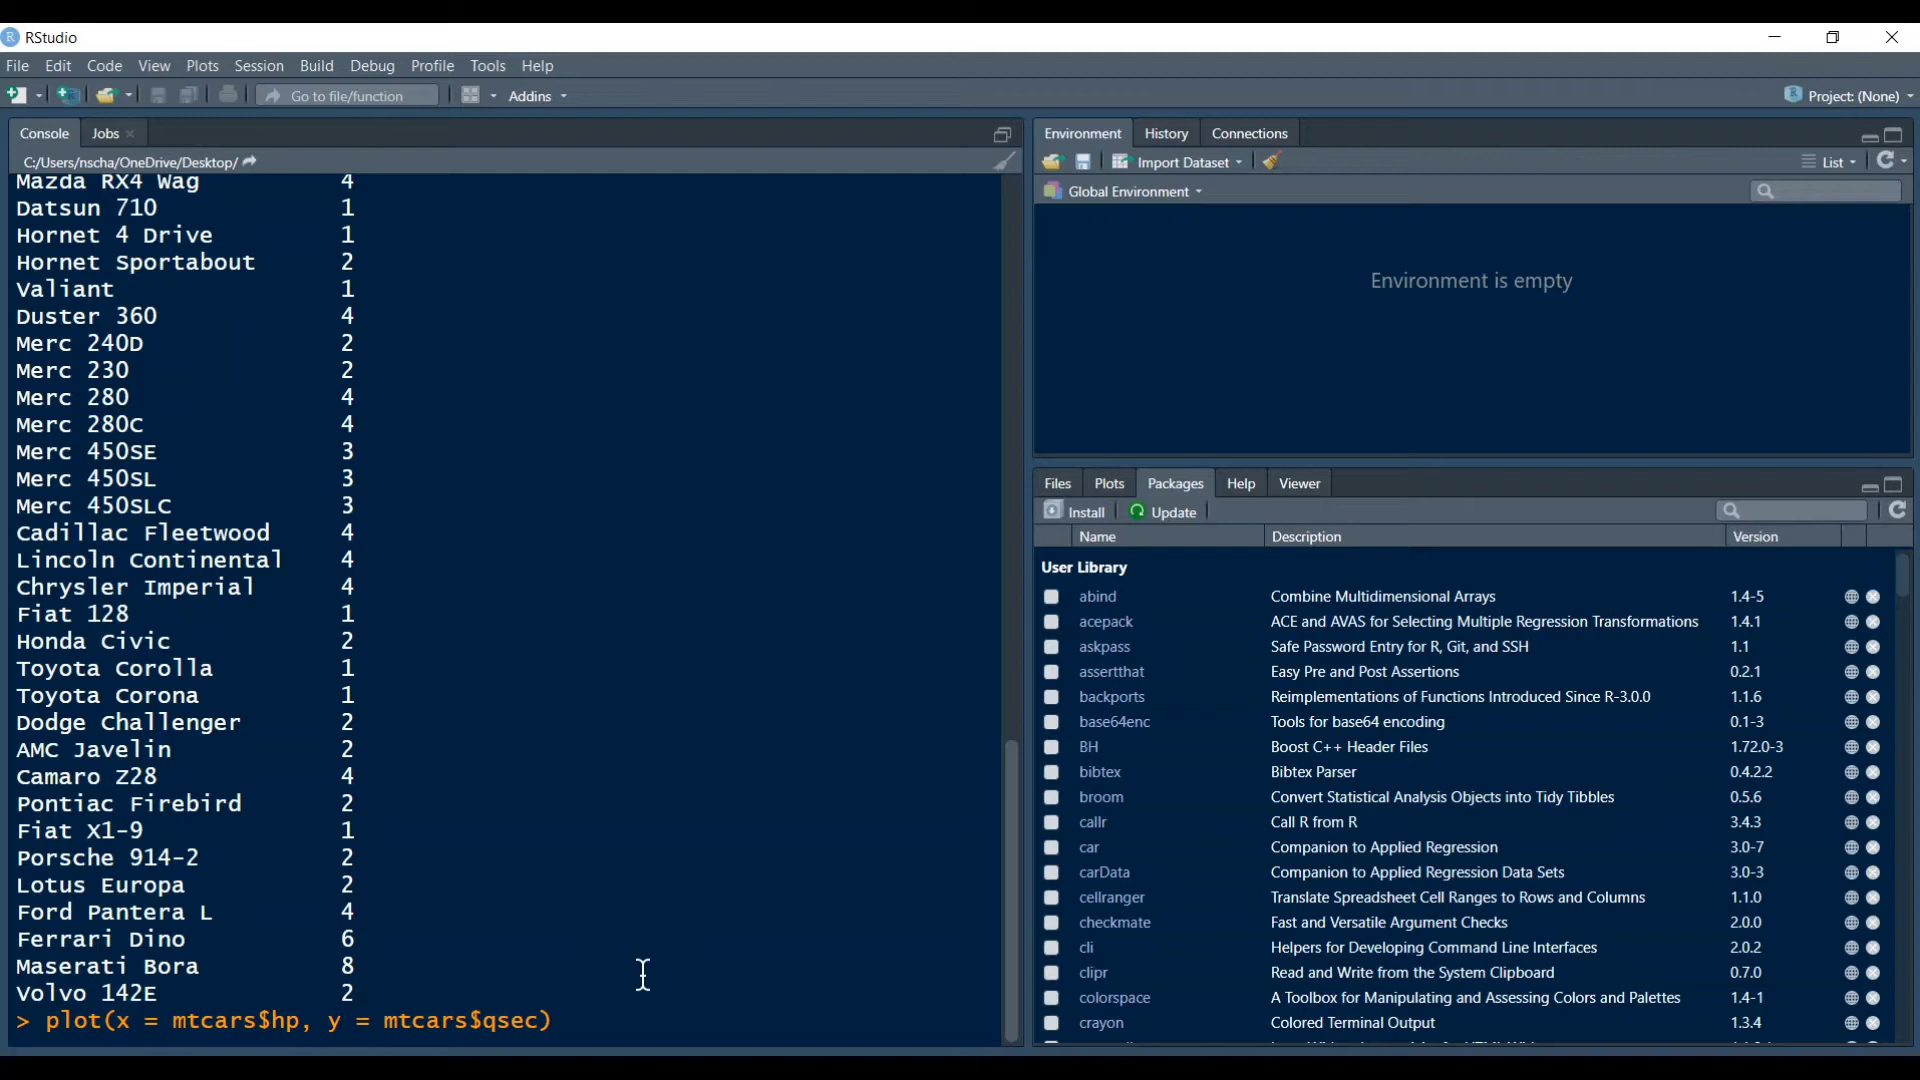 RStudio
File Edit Code View Plots Session Build Debug Profile Tools Help
Go to file/function Addins Project: (None)
Console Jobs
C:/Users/nscha/OneDrive/Desktop/
Mazda RX4 Wag 4
Datsun 710 1
Hornet 4 Drive 1
Hornet Sportabout 2
Valiant 1
Duster 360 4
Merc 240D 2
Merc 230 2
Merc 280 4
Merc 280C 4
Merc 450SE 3
Merc 450SL 3
Merc 450SLC 3
Cadillac Fleetwood 4
Lincoln Continental 4
Chrysler Imperial 4
Fiat 128 1
Honda Civic 2
Toyota Corolla 1
Toyota Corona 1
Dodge Challenger 2
AMC Javelin 2
Camaro Z28 4
Pontiac Firebird 2
Fiat X1-9 1
Porsche 914-2 2
Lotus Europa 2
Ford Pantera L 4
Ferrari Dino 6
Maserati Bora 8
Volvo 142E 2
> plot(x = mtcars$hp, y = mtcars$qsec)
Environment History Connections
Import Dataset List
Global Environment
Environment is empty
Files Plots Packages Help Viewer
Install Update
Name Description Version
User Library
abind Combine Multidimensional Arrays 1.4-5
acepack ACE and AVAS for Selecting Multiple Regression Transformations 1.4.1
askpass Safe Password Entry for R, Git, and SSH 1.1
assertthat Easy Pre and Post Assertions 0.2.1
backports Reimplementations of Functions Introduced Since R-3.0.0 1.1.6
base64enc Tools for base64 encoding 0.1-3
BH Boost C++ Header Files 1.72.0-3
bibtex Bibtex Parser 0.4.2.2
broom Convert Statistical Analysis Objects into Tidy Tibbles 0.5.6
callr Call R from R 3.4.3
car Companion to Applied Regression 3.0-7
carData Companion to Applied Regression Data Sets 3.0-3
cellranger Translate Spreadsheet Cell Ranges to Rows and Columns 1.1.0
checkmate Fast and Versatile Argument Checks 2.0.0
cli Helpers for Developing Command Line Interfaces 2.0.2
clipr Read and Write from the System Clipboard 0.7.0
colorspace A Toolbox for Manipulating and Assessing Colors and Palettes 1.4-1
crayon Colored Terminal Output 1.3.4